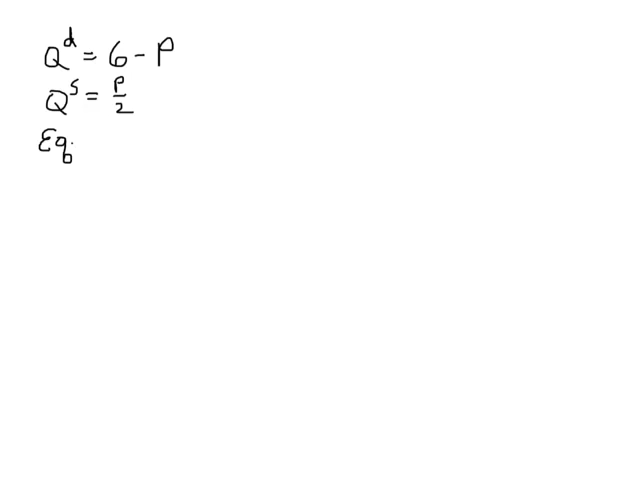 Q^d = 6 - P
Q^s = P/2
Eq.